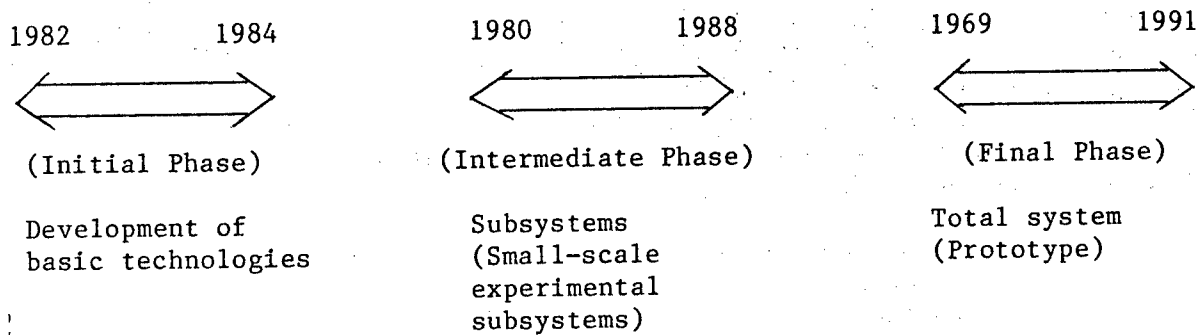 1982 1984 1980 1988 1969 1991
(Initial Phase) (Intermediate Phase) (Final Phase)
Development of
basic technologies
Subsystems
(Small-scale
experimental
subsystems)
Total system
(Prototype)